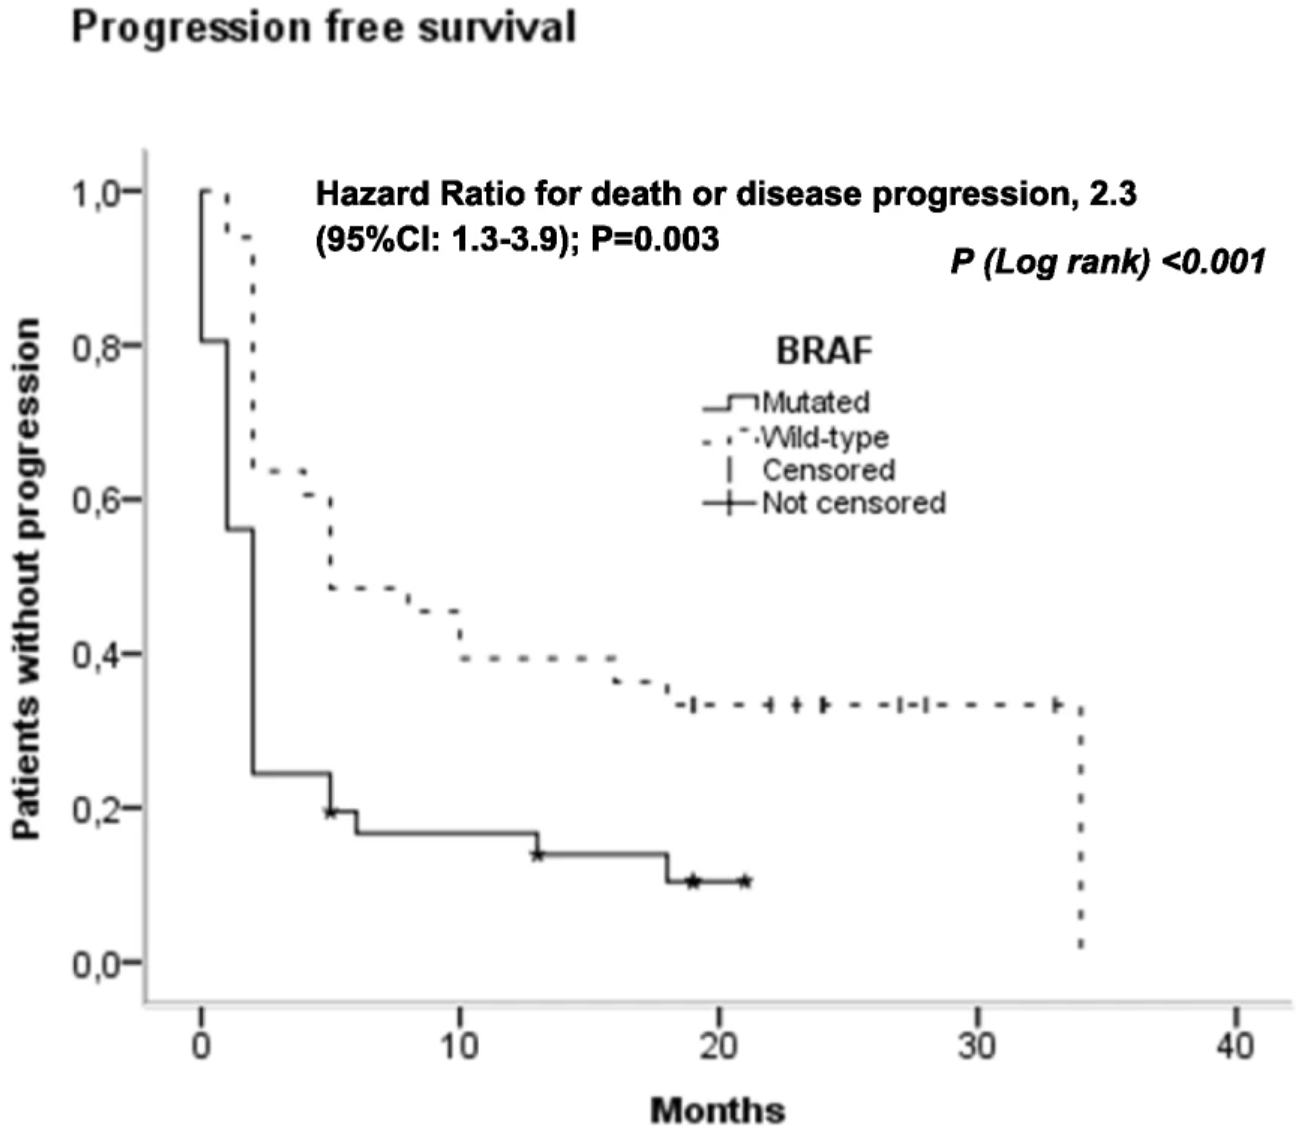 Progression free survival
Hazard Ratio for death or disease progression, 2.3
(95%CI: 1.3-3.9); P=0.003
P (Log rank) <0.001
BRAF
Mutated
Wild-type
Censored
Not censored
Patients without progression
1,0
0,8
0,6
0,4
0,2
0,0
0 10 20 30 40
Months